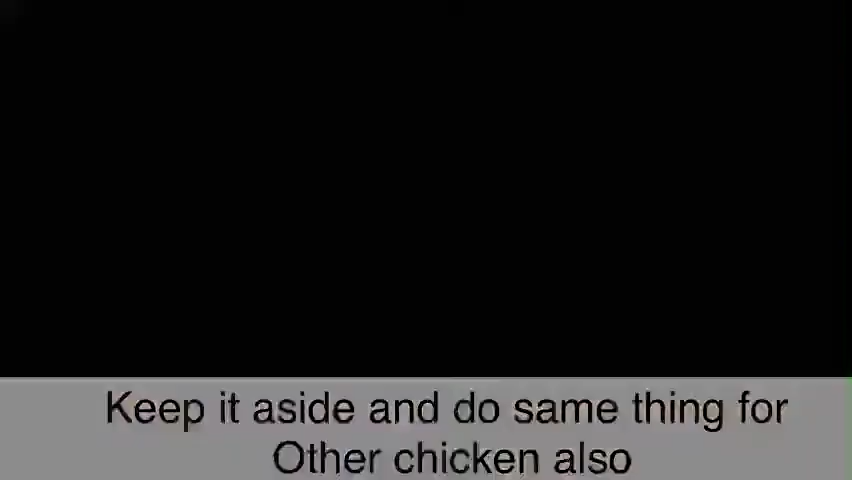 Keep it aside and do same thing for
Other chicken also